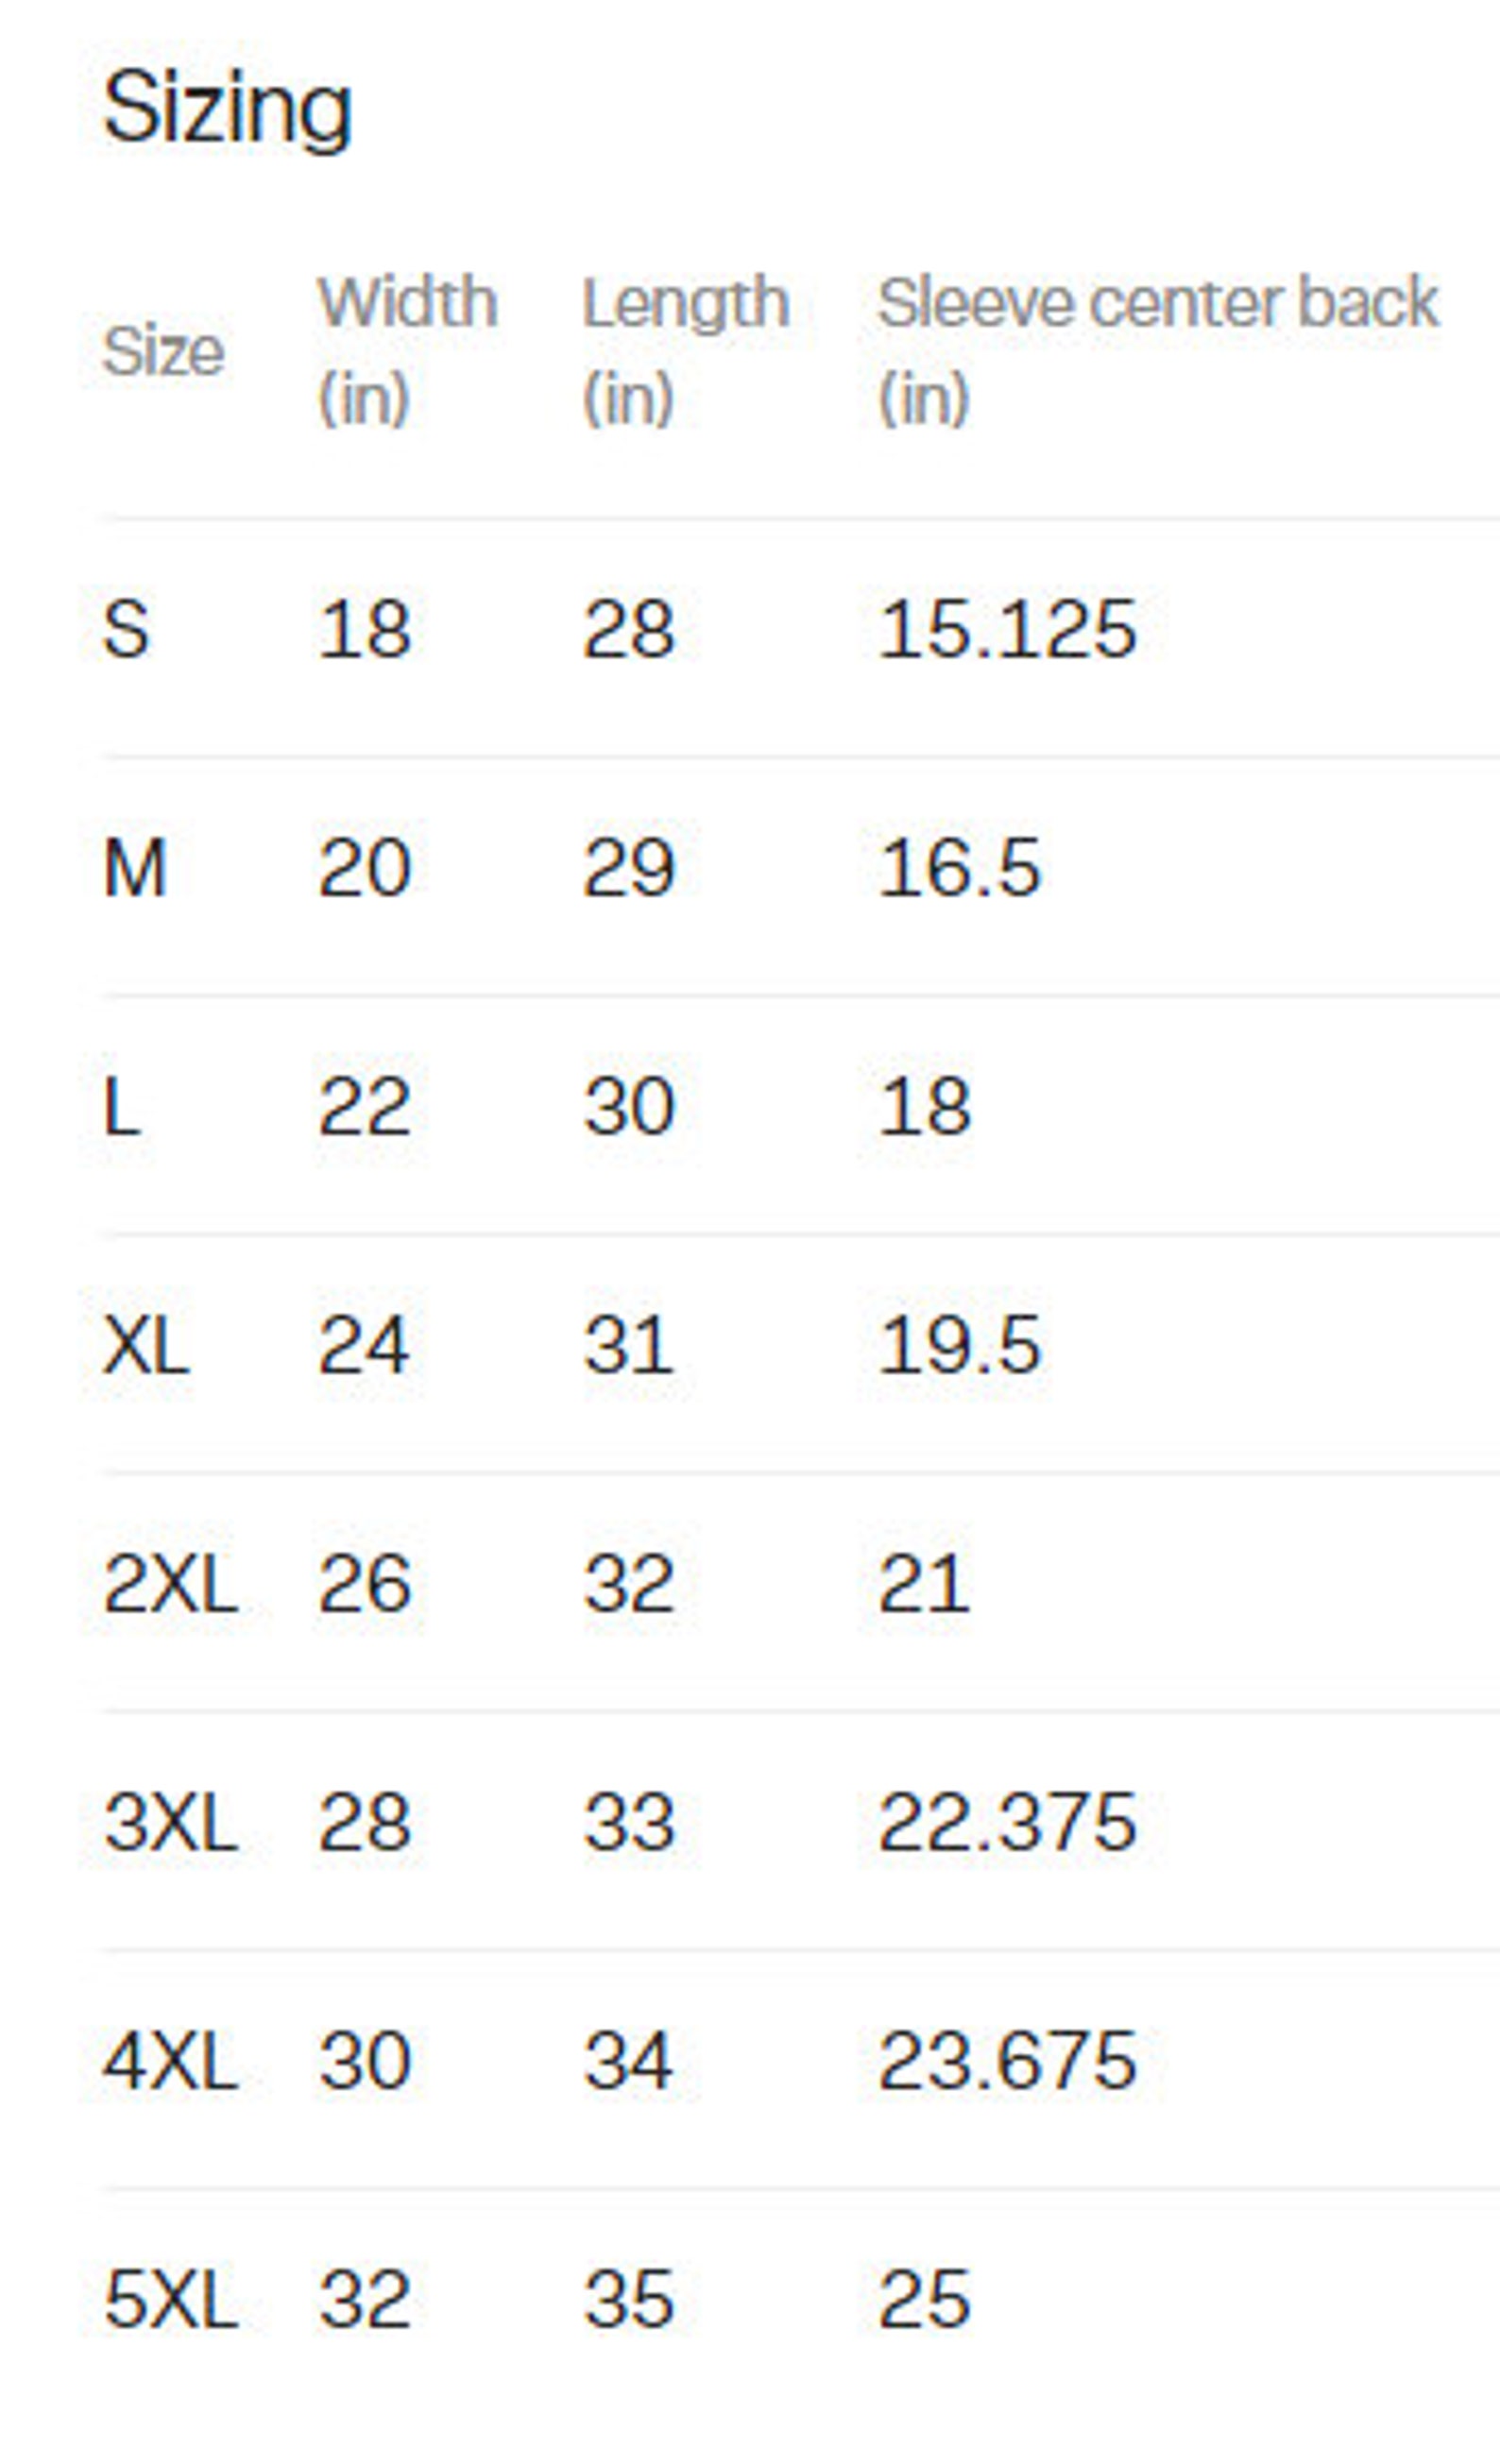 Sizing
Size Width (in) Length (in) Sleeve center back (in)
S 18 28 15.125
M 20 29 16.5
L 22 30 18
XL 24 31 19.5
2XL 26 32 21
3XL 28 33 22.375
4XL 30 34 23.675
5XL 32 35 25